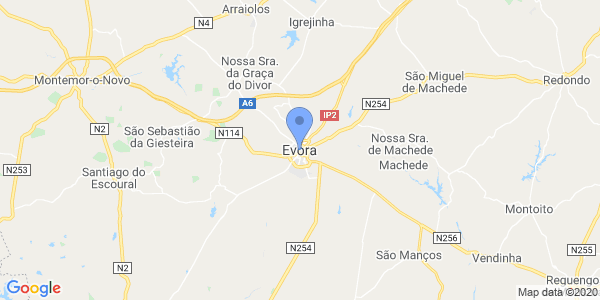 Arraiolos
N4
Igrejinha
Nossa Sra.
da Graça
do Divor
Montemor-o-Novo
São Miguel
de Machede
Redondo
A6
N254
IP2
N2
São Sebastião
da Giesteira
N114
Nossa Sra.
de Machede
Machede
Évora
N253
Santiago do
Escoural
Montoito
N256
N254
São Manços
Vendinha
N255
N2
Reguengo
Google
Map data ©2020